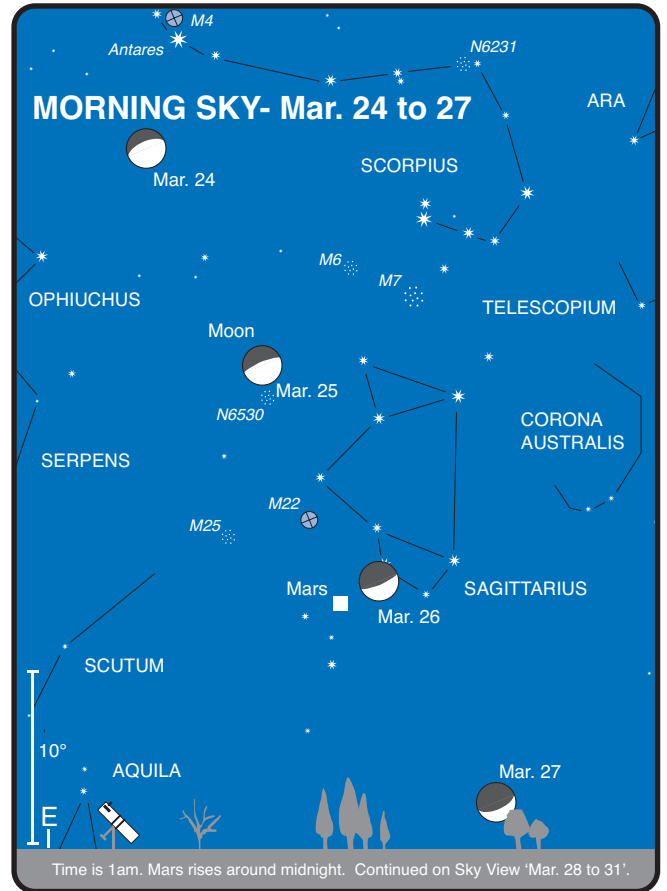 M4
Antares
N6231
MORNING SKY- Mar. 24 to 27
ARA
Mar. 24
SCORPIUS
M6
M7
OPHIUCHUS
TELESCOPIUM
Moon
Mar. 25
N6530
CORONA
AUSTRALIS
SERPENS
M22
M25
Mars
SAGITTARIUS
Mar. 26
SCUTUM
10°
AQUILA
Mar. 27
E
Time is 1am. Mars rises around midnight. Continued on Sky View ‘Mar. 28 to 31’.